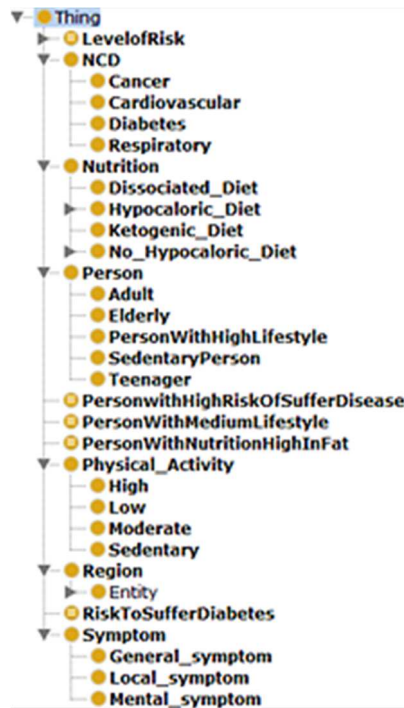 Thing
LevelofRisk
NCD
Cancer
Cardiovascular
Diabetes
Respiratory
Nutrition
Dissociated_Diet
Hypocaloric_Diet
Ketogenic_Diet
No_Hypocaloric_Diet
Person
Adult
Elderly
PersonWithHighLifestyle
SedentaryPerson
Teenager
PersonwithHighRiskOfSufferDisease
PersonWithMediumLifestyle
PersonWithNutritionHighInFat
Physical_Activity
High
Low
Moderate
Sedentary
Region
Entity
RiskToSufferDiabetes
Symptom
General_symptom
Local_symptom
Mental_symptom